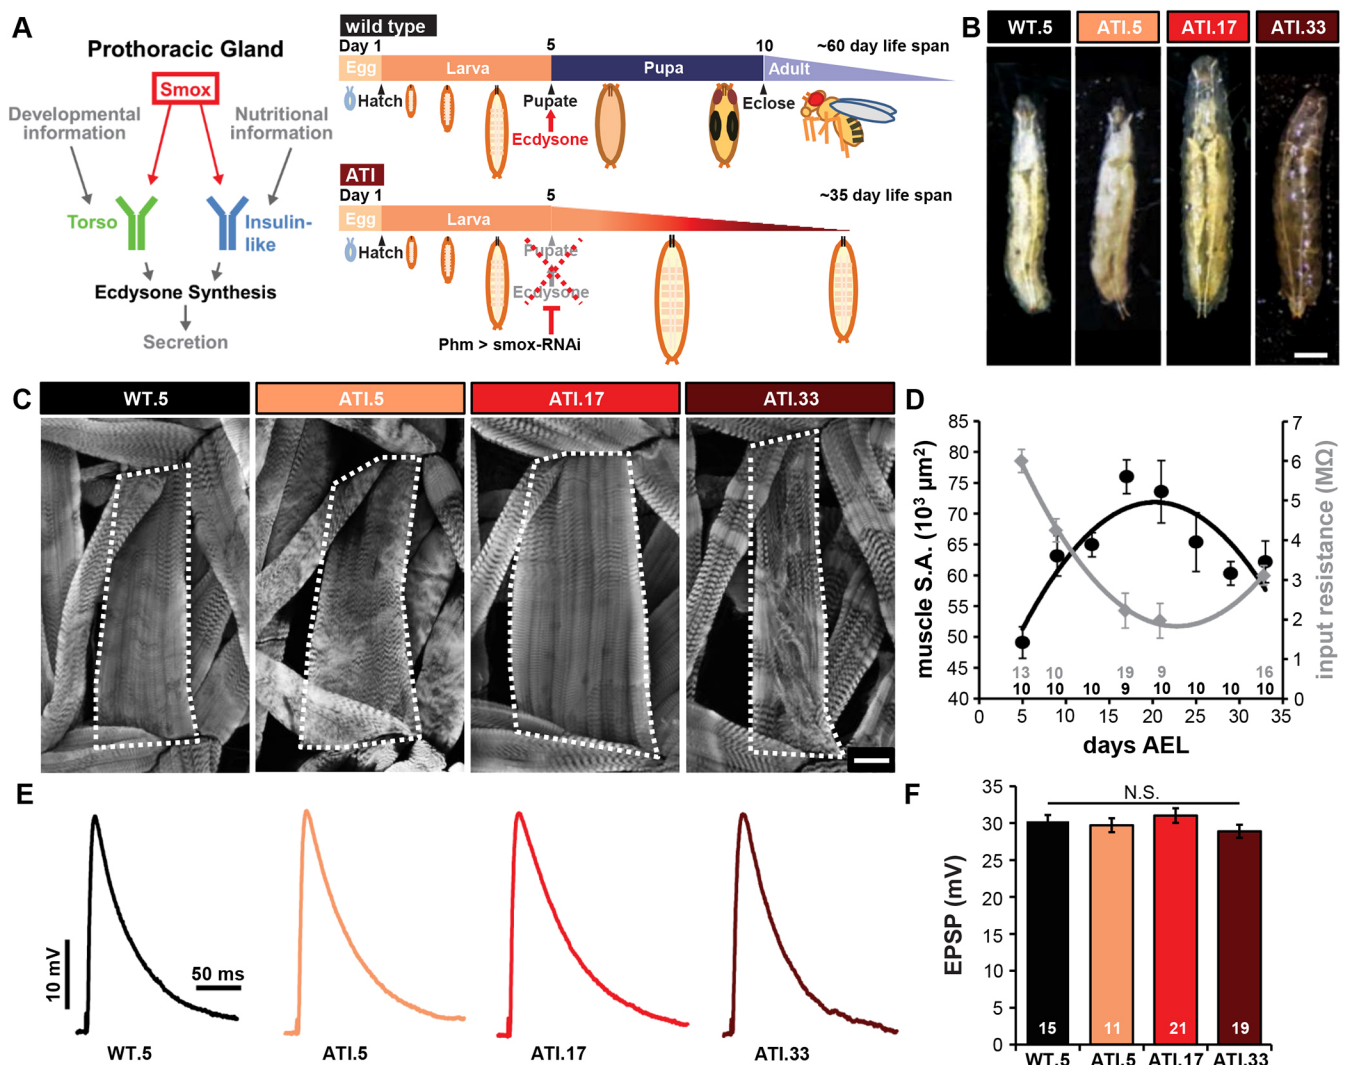 A
Prothoracic Gland
Smox
Developmental
information
Nutritional
information
Torso
Insulin-
like
Ecdysone Synthesis
Secretion
wild type
Day 1
5
10
~60 day life span
Egg
Larva
Pupa
Adult
Hatch
Pupate
Eclose
Ecdysone
ATI
Day 1
5
~35 day life span
Egg
Larva
Hatch
Pupate
Ecdysone
Phm > smox-RNAi
B
WT.5
ATI.5
ATI.17
ATI.33
C
WT.5
ATI.5
ATI.17
ATI.33
D
muscle S.A. (10³ µm²)
85
80
75
70
65
60
55
50
45
40
7
6
5
4
3
2
1
0
input resistance (MΩ)
13 10 19 9 16
10 10 10 9 10 10 10 10
0 5 10 15 20 25 30 35
days AEL
E
10 mV
50 ms
WT.5
ATI.5
ATI.17
ATI.33
F
EPSP (mV)
35
30
25
20
15
10
5
0
N.S.
15 11 21 19
WT.5 ATI.5 ATI.17 ATI.33